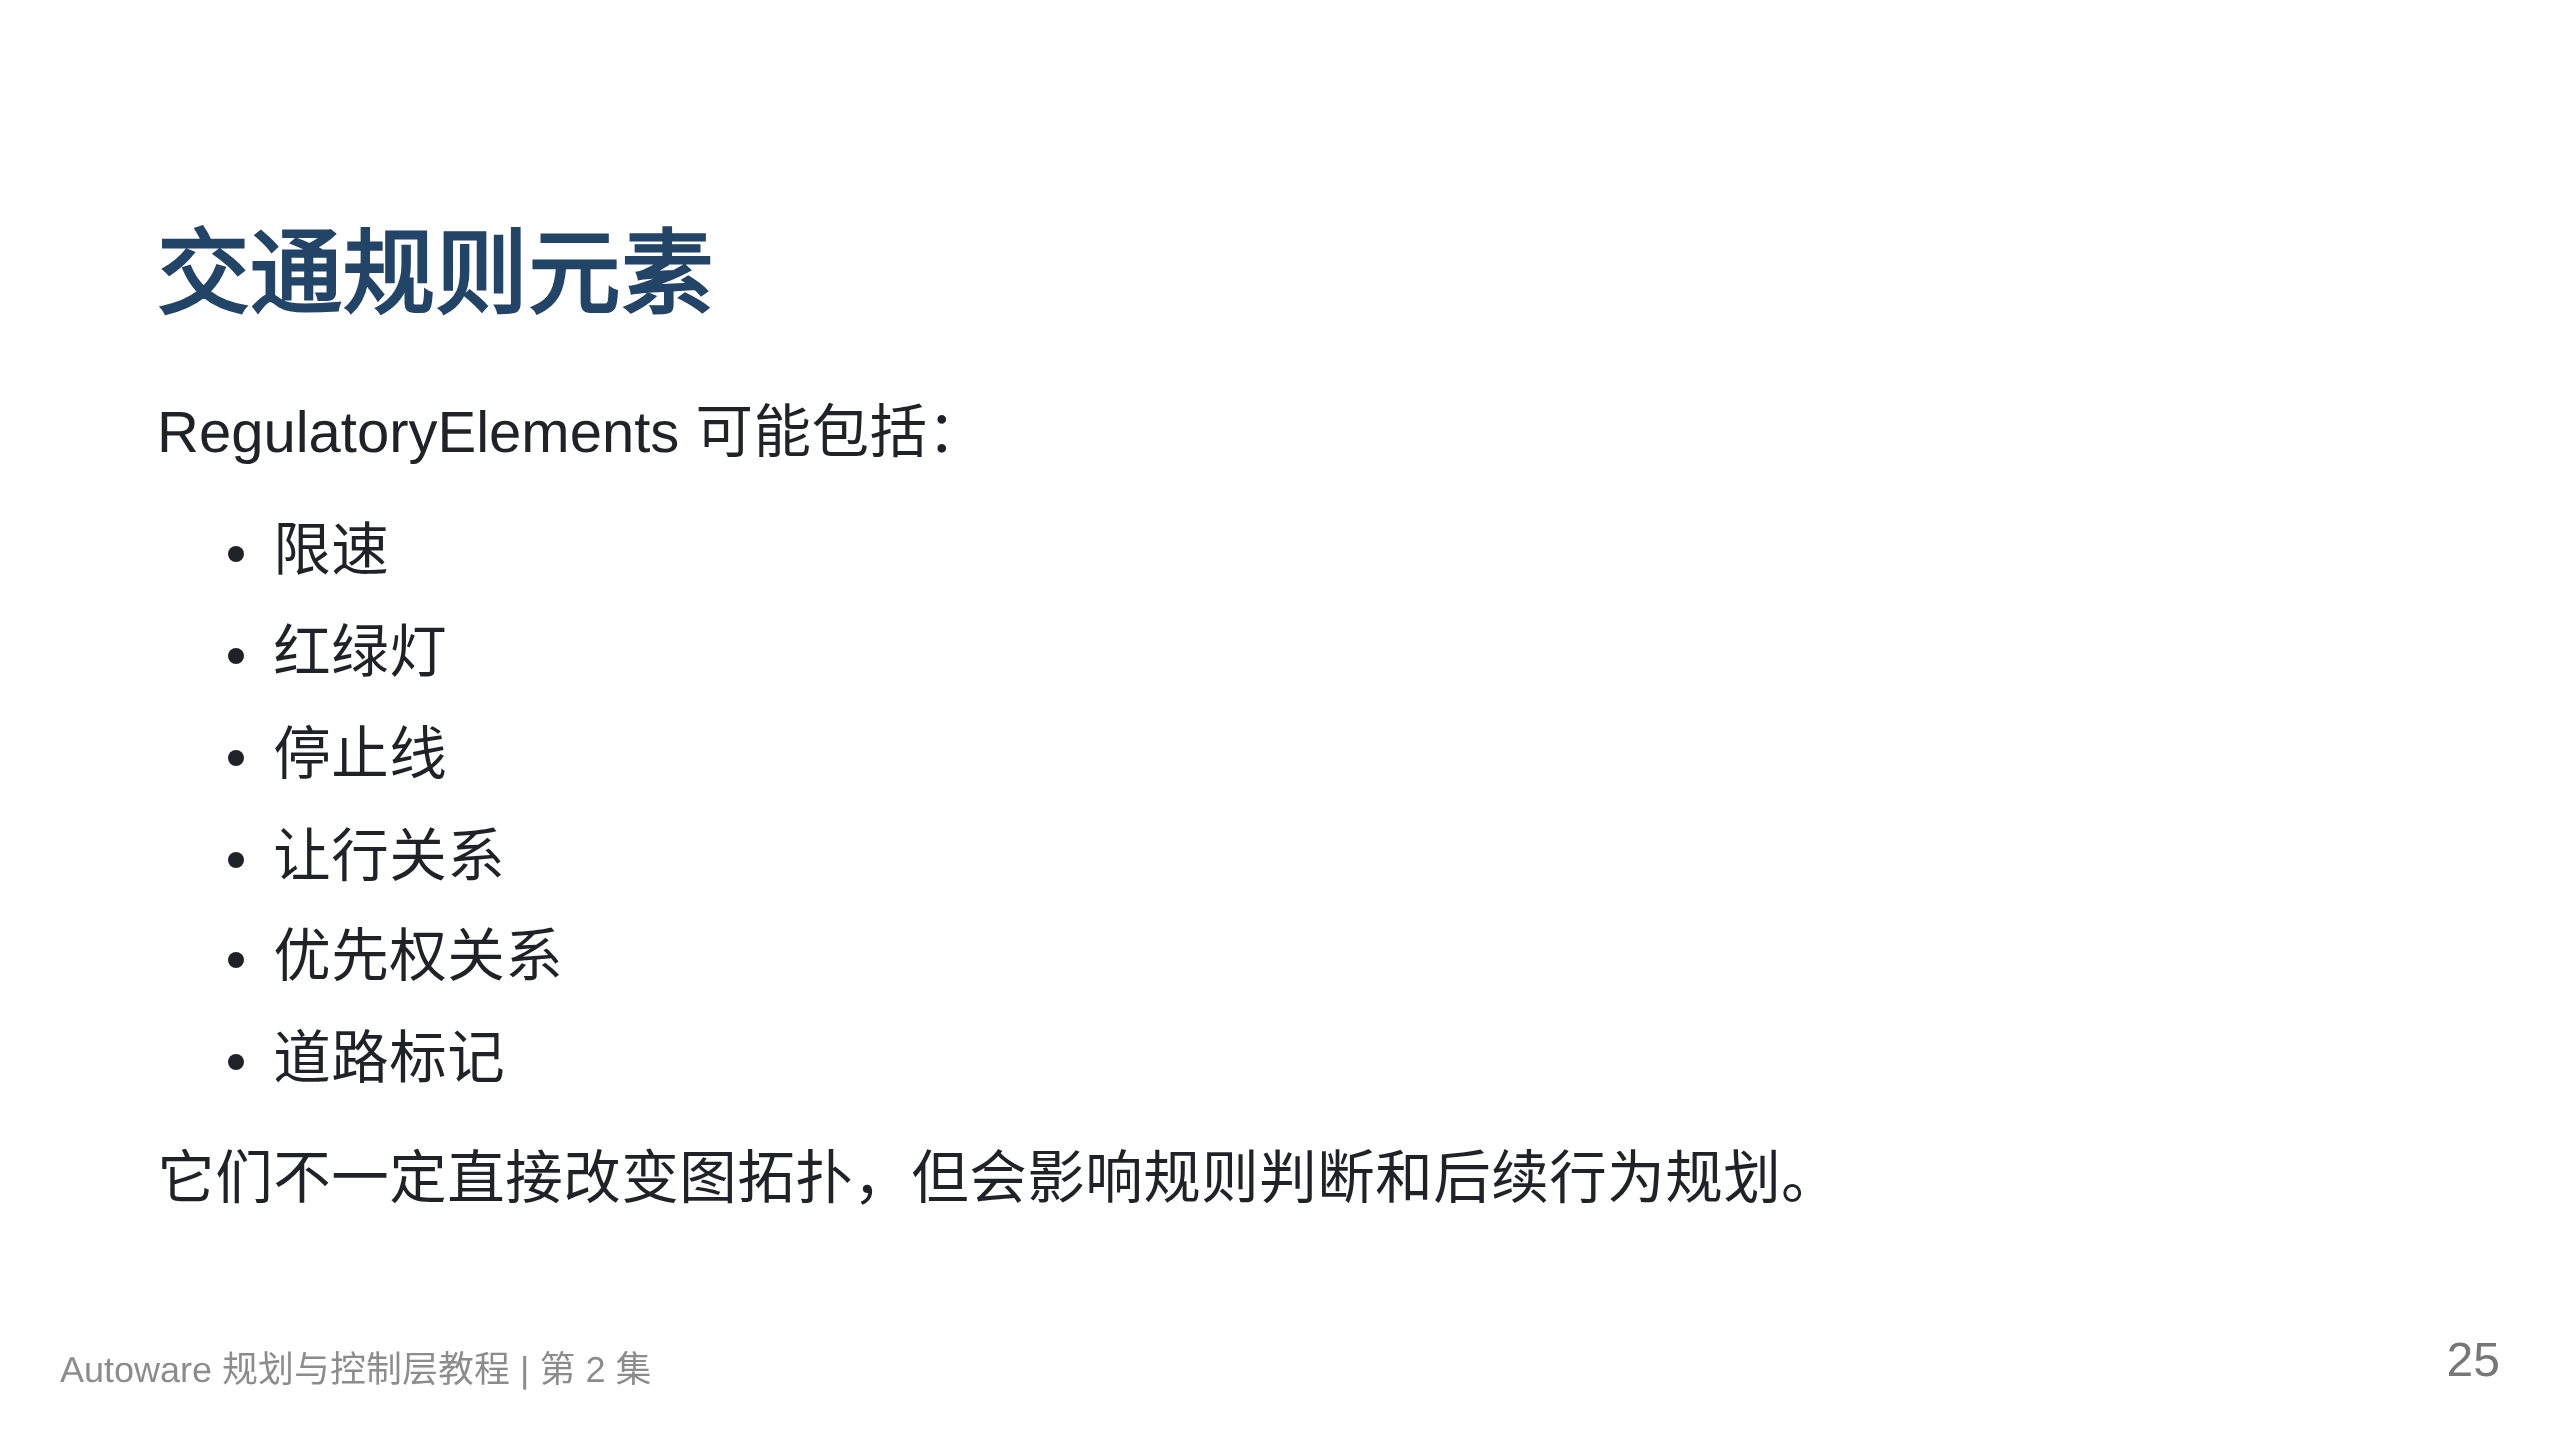 交通规则元素
RegulatoryElements 可能包括：
• 限速
• 红绿灯
• 停止线
• 让行关系
• 优先权关系
• 道路标记
它们不一定直接改变图拓扑，但会影响规则判断和后续行为规划。
Autoware 规划与控制层教程 | 第 2 集
25